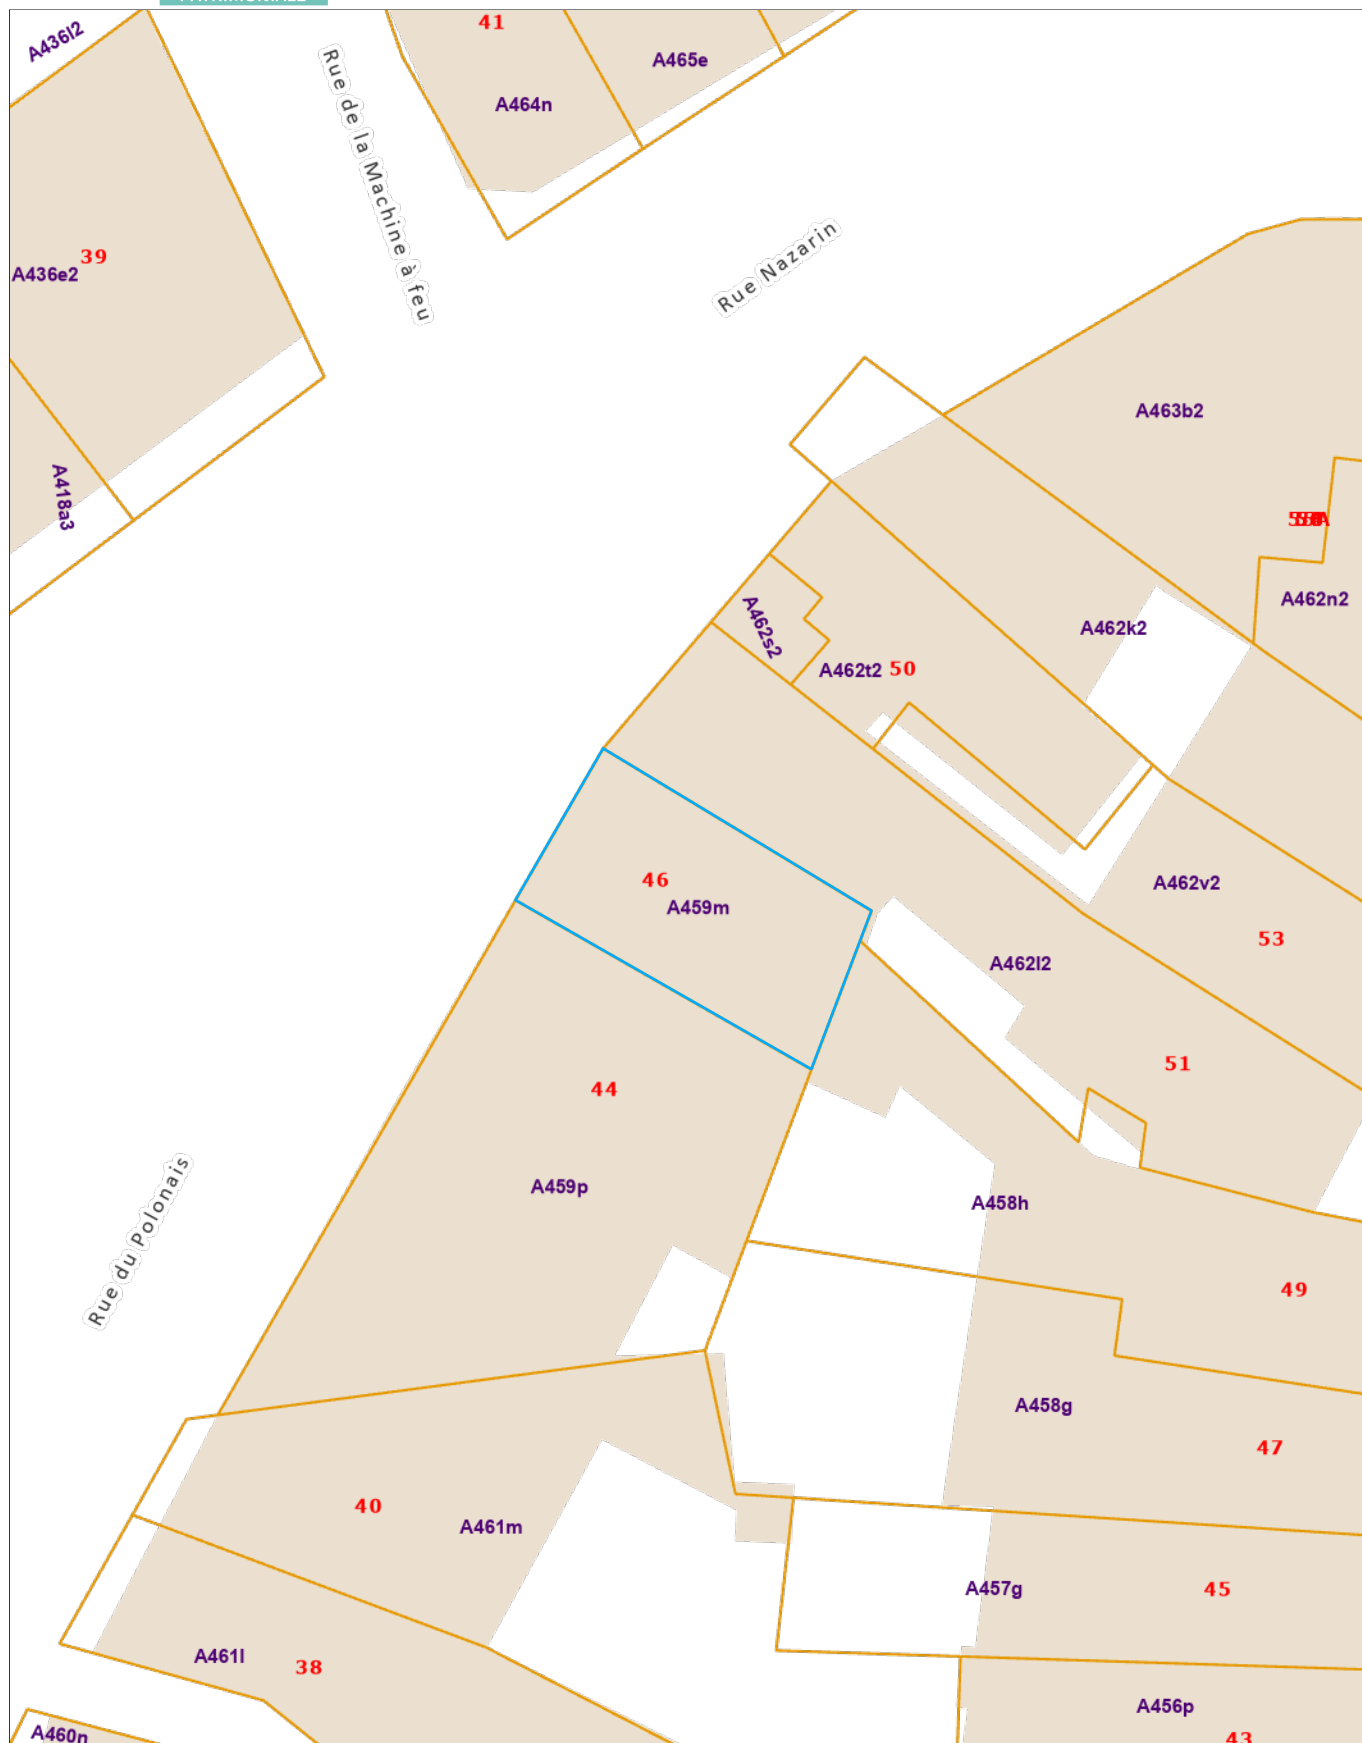 A436l2
41
A465e
A464n
Rue de la Machine à feu
Rue Nazarin
39
A436e2
A463b2
A418a3
A462n2
A462s2
A462k2
A462t2 50
46
A459m
A462v2
53
A462l2
51
44
A459p
A458h
Rue du Polonais
49
A458g
47
40
A461m
A457g
45
A461l
38
A456p
A460n
43